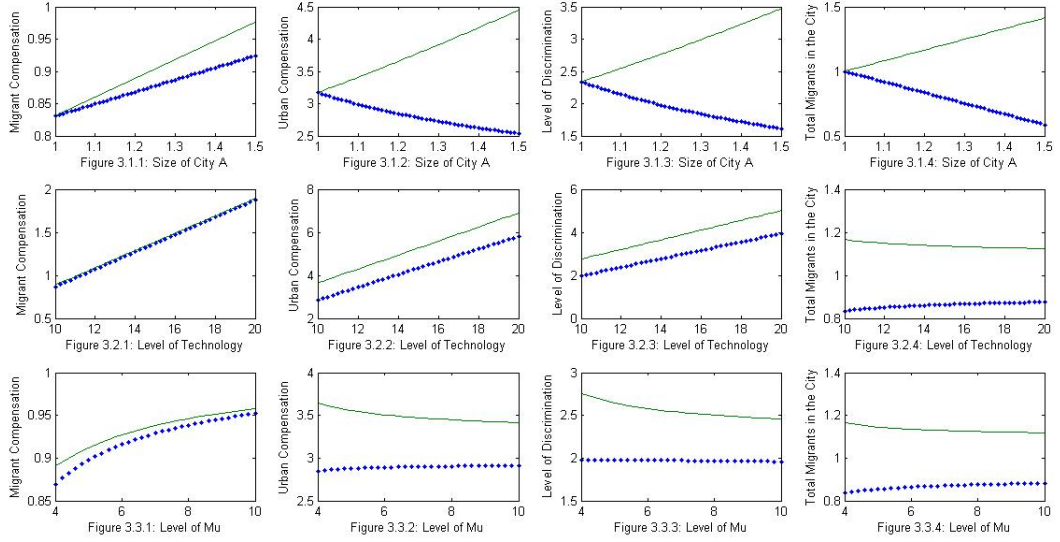 Migrant Compensation
1
0.95
0.9
0.85
0.8
1 1.1 1.2 1.3 1.4 1.5
Figure 3.1.1: Size of City A
Urban Compensation
4.5
4
3.5
3
2.5
1 1.1 1.2 1.3 1.4 1.5
Figure 3.1.2: Size of City A
Level of Discrimination
3.5
3
2.5
2
1.5
1 1.1 1.2 1.3 1.4 1.5
Figure 3.1.3: Size of City A
Total Migrants in the City
1.5
1
0.5
1 1.1 1.2 1.3 1.4 1.5
Figure 3.1.4: Size of City A
Migrant Compensation
2
1.5
1
0.5
10 12 14 16 18 20
Figure 3.2.1: Level of Technology
Urban Compensation
8
6
4
2
10 12 14 16 18 20
Figure 3.2.2: Level of Technology
Level of Discrimination
6
4
2
0
10 12 14 16 18 20
Figure 3.2.3: Level of Technology
Total Migrants in the City
1.4
1.2
1
0.8
10 12 14 16 18 20
Figure 3.2.4: Level of Technology
Migrant Compensation
1
0.95
0.9
0.85
4 6 8 10
Figure 3.3.1: Level of Mu
Urban Compensation
4
3.5
3
2.5
4 6 8 10
Figure 3.3.2: Level of Mu
Level of Discrimination
3
2.5
2
1.5
4 6 8 10
Figure 3.3.3: Level of Mu
Total Migrants in the City
1.4
1.2
1
0.8
4 6 8 10
Figure 3.3.4: Level of Mu